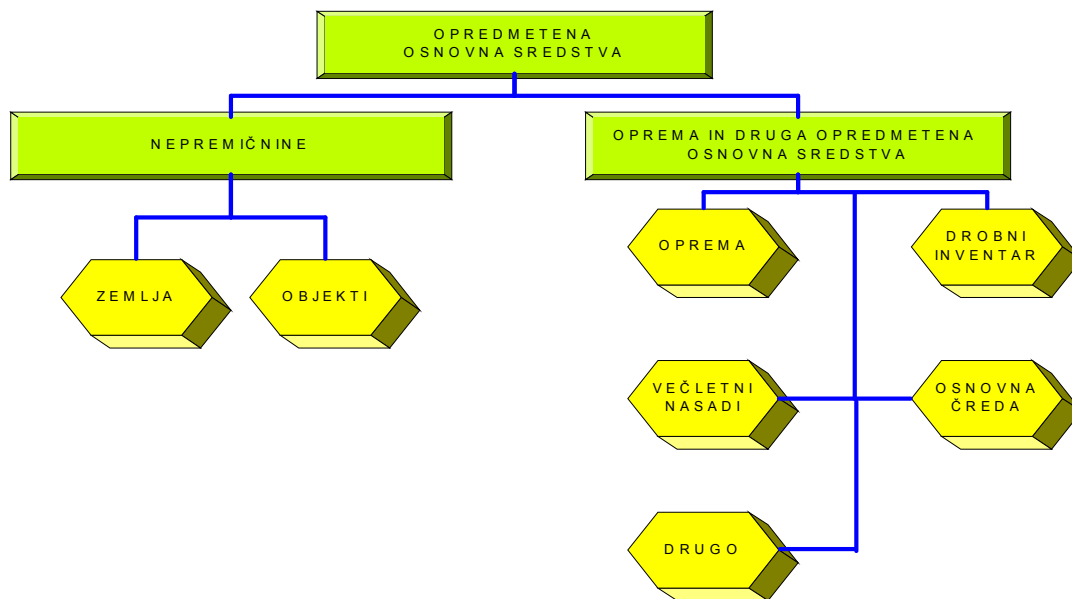 OPREDMETENA
OSNOVNA SREDSTVA
NEPREMIČNINE
OPREMA IN DRUGA OPREDMETENA
OSNOVNA SREDSTVA
OPREMA
DROBNI
INVENTAR
ZEMLJA
OBJEKTI
VEČLETNI
NASADI
OSNOVNA
ČREDA
DRUGO